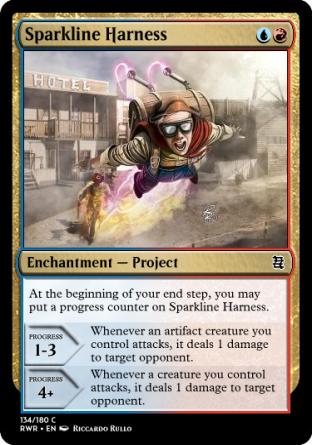 Sparkline Harness
HOTEL
Enchantment — Project
At the beginning of your end step, you may
put a progress counter on Sparkline Harness.
PROGRESS
1-3
Whenever an artifact creature you
control attacks, it deals 1 damage
to target opponent.
PROGRESS
4+
Whenever a creature you control
attacks, it deals 1 damage to
target opponent.
134/180 C
RWR • EN Riccardo Rullo